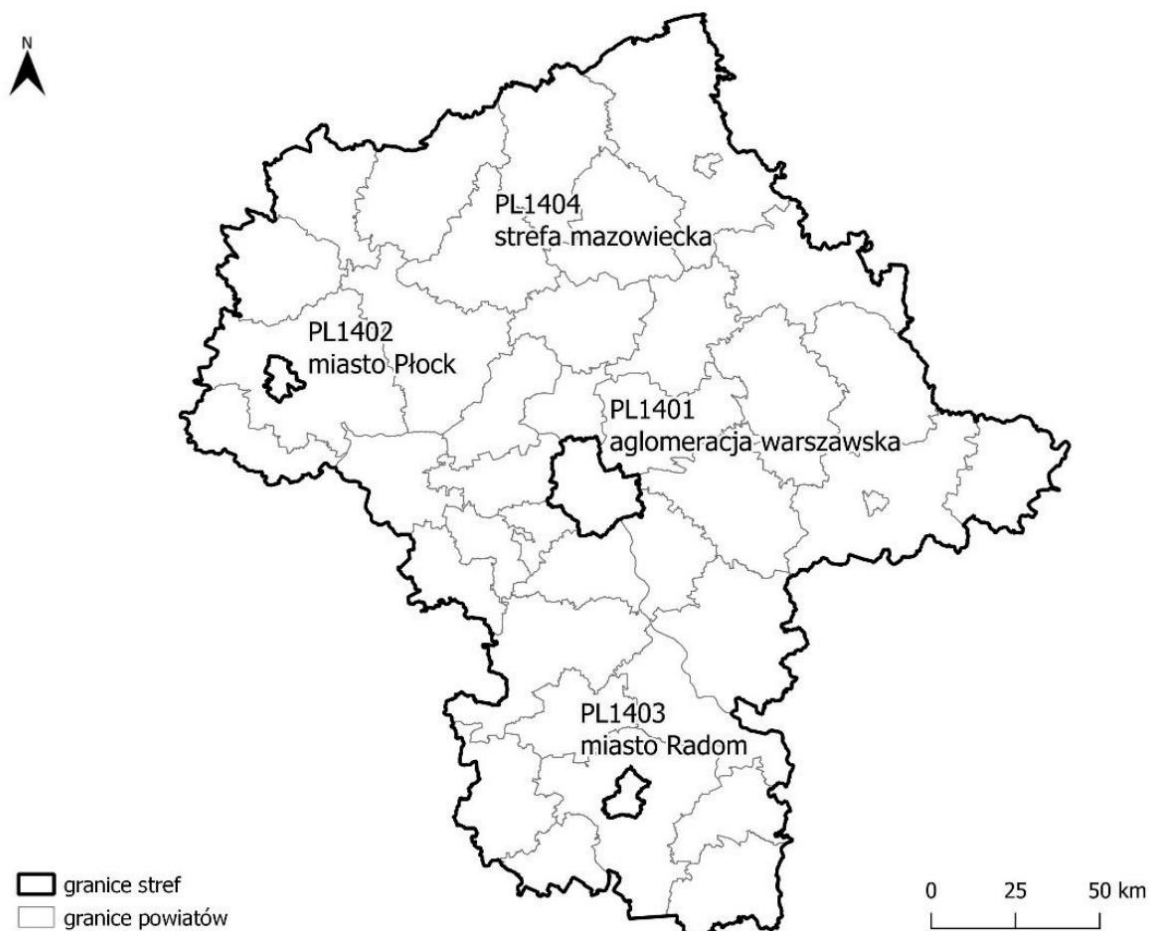 N
PL1404
strefa mazowiecka
PL1402
miasto Płock
PL1401
aglomeracja warszawska
PL1403
miasto Radom
granice stref
granice powiatów
0 25 50 km